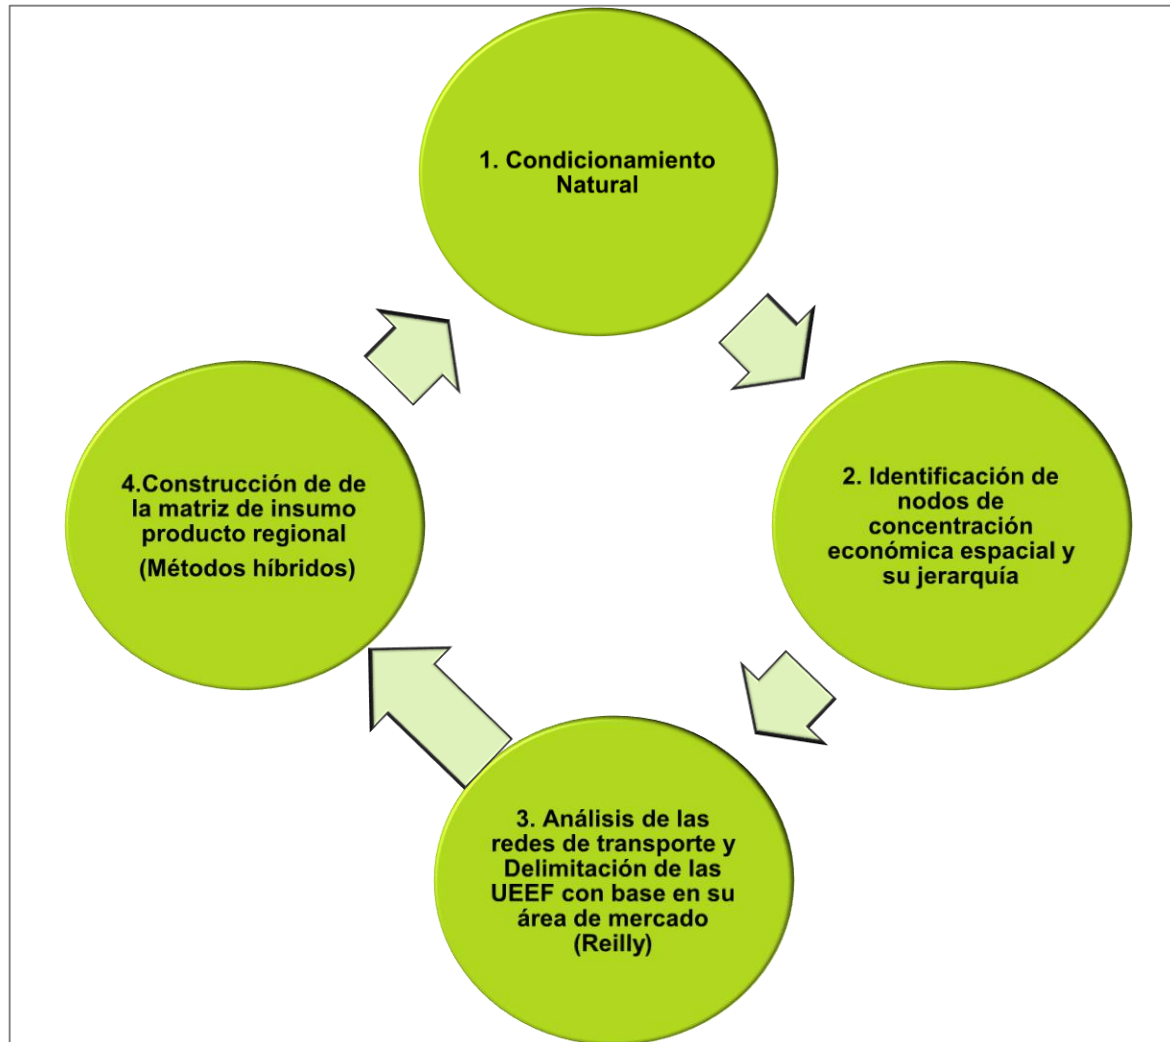 1. Condicionamiento
Natural
2. Identificación de
nodos de
concentración
económica espacial y
su jerarquía
3. Análisis de las
redes de transporte y
Delimitación de las
UEEF con base en su
área de mercado
(Reilly)
4.Construcción de de
la matriz de insumo
producto regional
(Métodos híbridos)